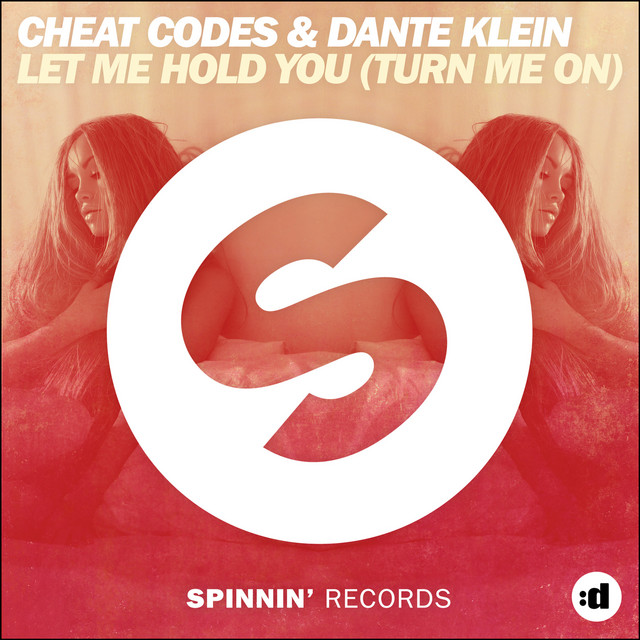 CHEAT CODES & DANTE KLEIN
LET ME HOLD YOU (TURN ME ON)
SPINNIN' RECORDS
:d